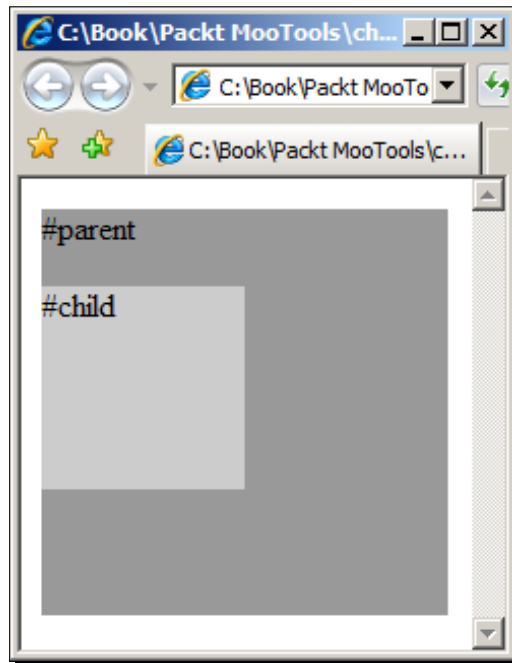 C:\Book\Packt MooTools\ch...
C:\Book\Packt MooTo
C:\Book\Packt MooTools\c...
#parent
#child